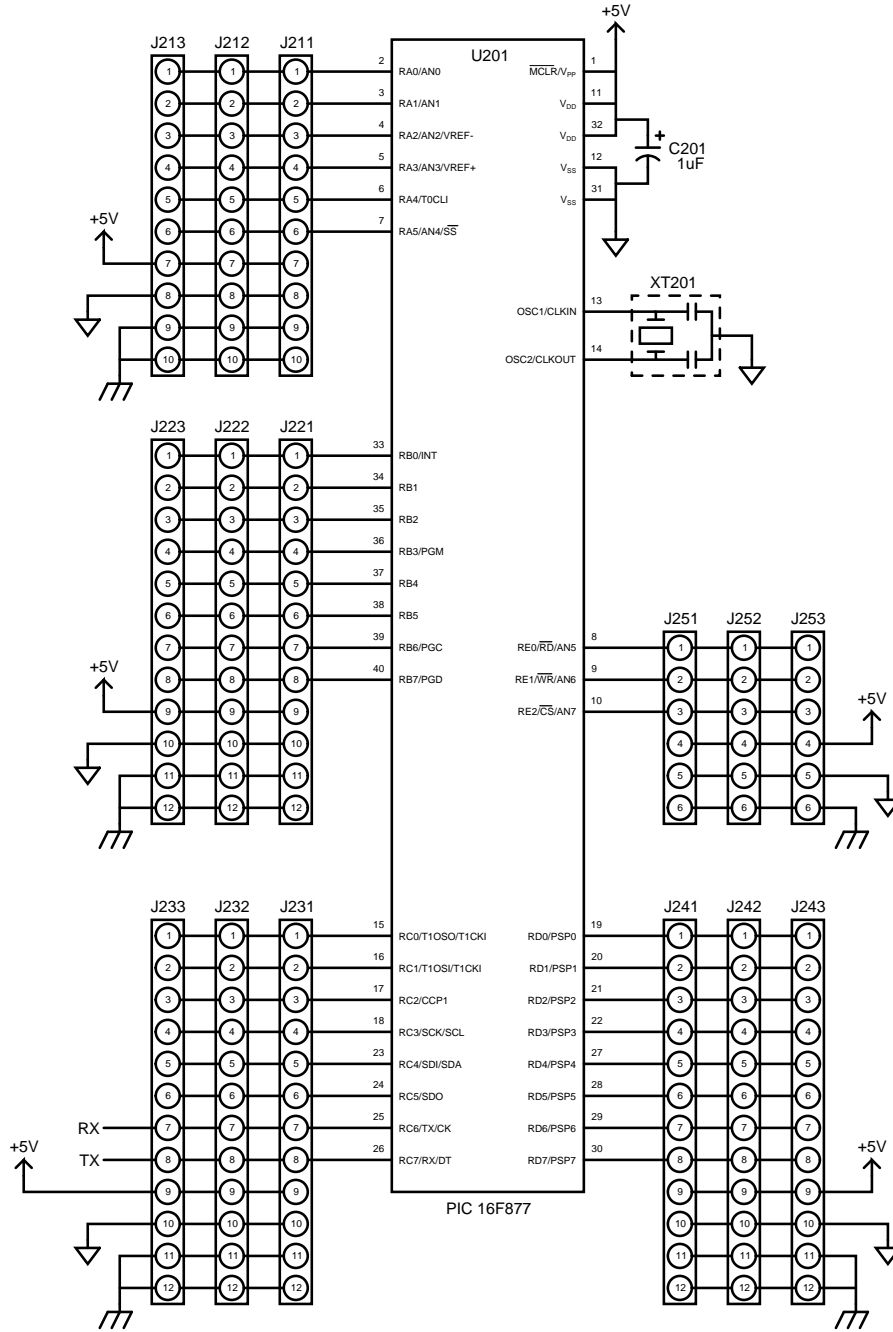 +5V
J213 J212 J211
U201
1 1 1 2 RA0/AN0 MCLR/VPP 1
2 2 2 3 RA1/AN1 VDD 11
3 3 3 4 RA2/AN2/VREF- VDD 32
C201
1uF
4 4 4 5 RA3/AN3/VREF+ VSS 12
5 5 5 6 RA4/T0CLI VSS 31
6 6 6 7 RA5/AN4/SS
+5V
7 7 7
8 8 8
XT201
9 9 9 OSC1/CLKIN 13
10 10 10 OSC2/CLKOUT 14
J223 J222 J221
1 1 1 33 RB0/INT
2 2 2 34 RB1
3 3 3 35 RB2
4 4 4 36 RB3/PGM
5 5 5 37 RB4
6 6 6 38 RB5
J251 J252 J253
7 7 7 39 RB6/PGC RE0/RD/AN5 8 1 1 1
8 8 8 40 RB7/PGD RE1/WR/AN6 9 2 2 2
+5V
9 9 9 RE2/CS/AN7 10 3 3 3
+5V
10 10 10 4 4 4
11 11 11 5 5 5
12 12 12 6 6 6
J233 J232 J231 J241 J242 J243
1 1 1 15 RC0/T1OSO/T1CKI RD0/PSP0 19 1 1 1
2 2 2 16 RC1/T1OSI/T1CKI RD1/PSP1 20 2 2 2
3 3 3 17 RC2/CCP1 RD2/PSP2 21 3 3 3
4 4 4 18 RC3/SCK/SCL RD3/PSP3 22 4 4 4
5 5 5 23 RC4/SDI/SDA RD4/PSP4 27 5 5 5
6 6 6 24 RC5/SDO RD5/PSP5 28 6 6 6
RX 7 7 7 25 RC6/TX/CK RD6/PSP6 29 7 7 7
+5V
TX 8 8 8 26 RC7/RX/DT RD7/PSP7 30 8 8 8
+5V
9 9 9 9 9 9
PIC 16F877
10 10 10 10 10 10
11 11 11 11 11 11
12 12 12 12 12 12